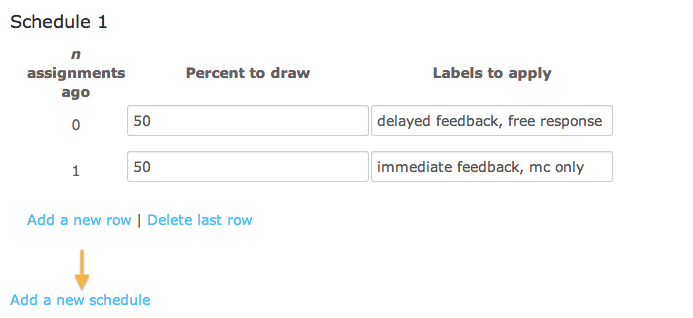 Schedule 1
n
assignments
ago
Percent to draw
Labels to apply
0
50
delayed feedback, free response
1
50
immediate feedback, mc only
Add a new row | Delete last row
Add a new schedule